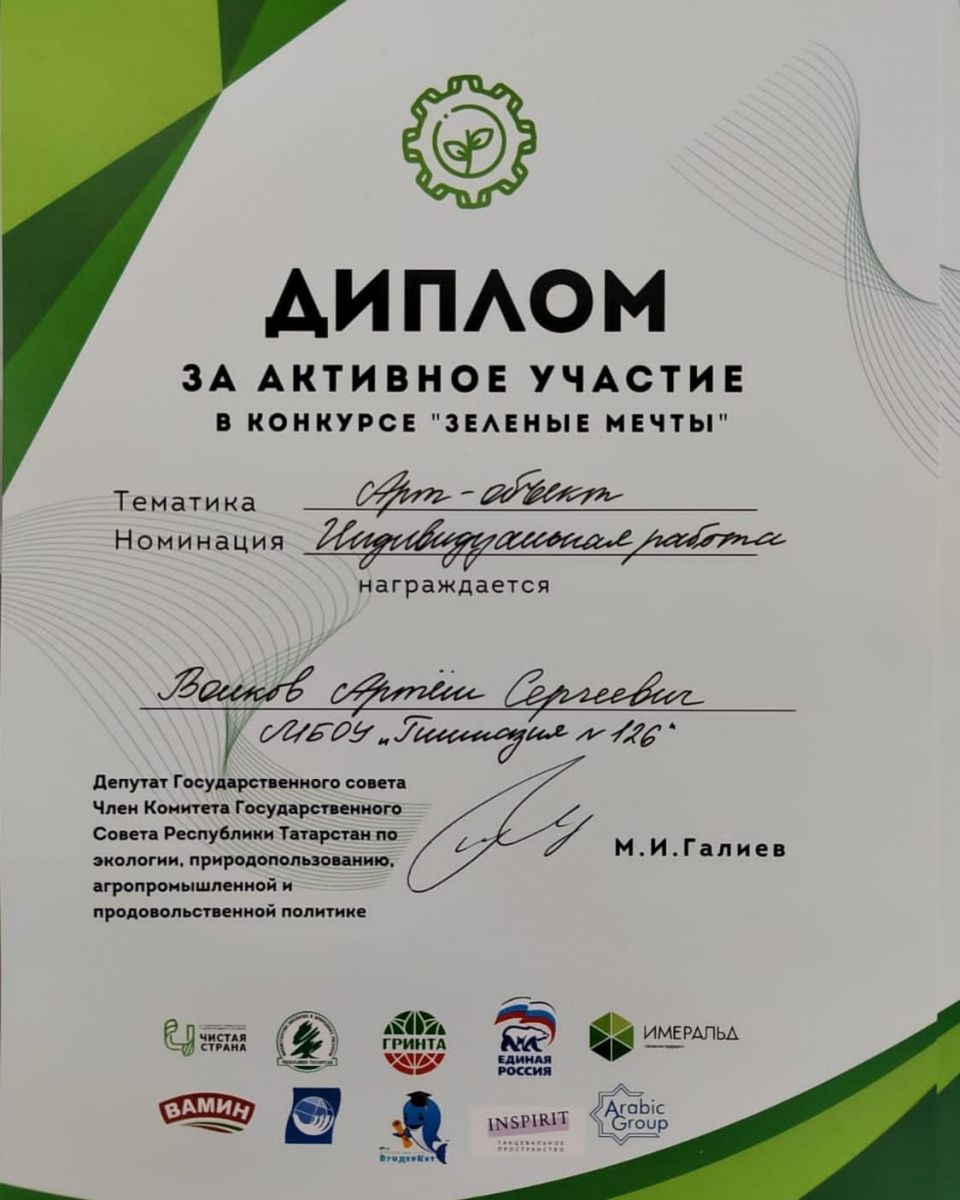 ДИПЛОМ
ЗА АКТИВНОЕ УЧАСТИЕ
В КОНКУРСЕ "ЗЕЛЕНЫЕ МЕЧТЫ"
Тематика Арт-объект
Номинация Индивидуальная работа
награждается
Волков Артём Сергеевич
МБОУ „Гимназия N 126"
Депутат Государственного совета
Член Комитета Государственного
Совета Республики Татарстан по
экологии, природопользованию,
агропромышленной и
продовольственной политике
М.И.Галиев
ЧИСТАЯ
СТРАНА
ГРИНТА
ЕДИНАЯ
РОССИЯ
ИМЕРАЛЬД
ВАМИН
INSPIRIT
ТАНЦЕВАЛЬНОЕ
ПРОСТРАНСТВО
Arabic
Group